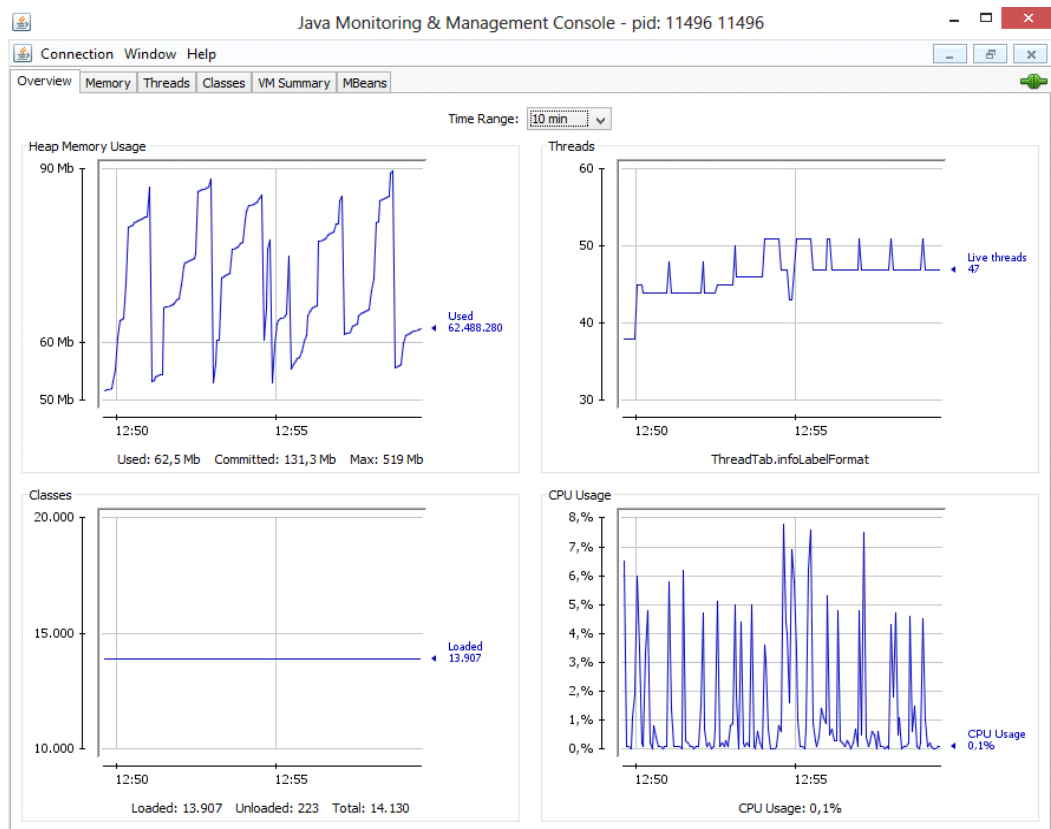 Java Monitoring & Management Console - pid: 11496 11496
Connection Window Help
Overview Memory Threads Classes VM Summary MBeans
Time Range: 10 min
Heap Memory Usage
90 Mb
60 Mb
50 Mb
Used
62.488.280
12:50 12:55
Used: 62,5 Mb Committed: 131,3 Mb Max: 519 Mb
Threads
60
50
40
30
Live threads
47
12:50 12:55
ThreadTab.infoLabelFormat
Classes
20.000
15.000
10.000
Loaded
13.907
12:50 12:55
Loaded: 13.907 Unloaded: 223 Total: 14.130
CPU Usage
8,%
7,%
6,%
5,%
4,%
3,%
2,%
1,%
0,%
CPU Usage
0,1%
12:50 12:55
CPU Usage: 0,1%